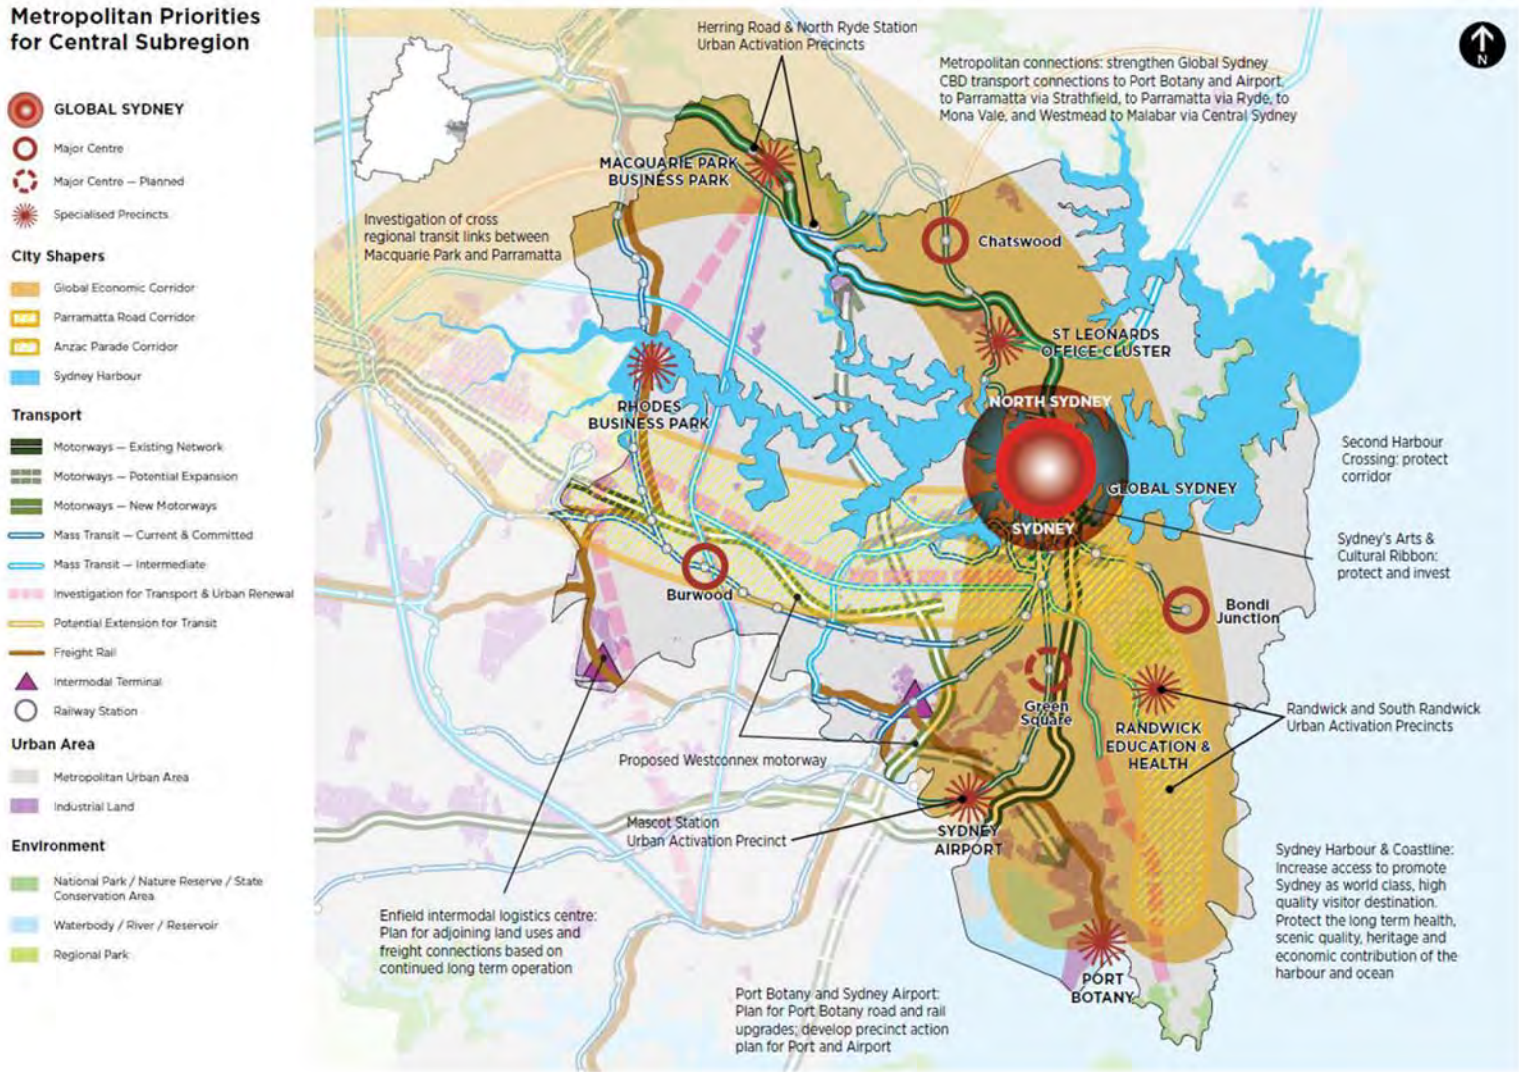 Metropolitan Priorities
for Central Subregion
GLOBAL SYDNEY
Major Centre
Major Centre — Planned
Specialised Precincts
City Shapers
Global Economic Corridor
Parramatta Road Corridor
Anzac Parade Corridor
Sydney Harbour
Transport
Motorways — Existing Network
Motorways — Potential Expansion
Motorways — New Motorways
Mass Transit — Current & Committed
Mass Transit — Intermediate
Investigation for Transport & Urban Renewal
Potential Extension for Transit
Freight Rail
Intermodal Terminal
Railway Station
Urban Area
Metropolitan Urban Area
Industrial Land
Environment
National Park / Nature Reserve / State
Conservation Area
Waterbody / River / Reservoir
Regional Park
Herring Road & North Ryde Station
Urban Activation Precincts
Metropolitan connections: strengthen Global Sydney
CBD transport connections to Port Botany and Airport,
to Parramatta via Strathfield, to Parramatta via Ryde, to
Mona Vale, and Westmead to Malabar via Central Sydney
N
MACQUARIE PARK
BUSINESS PARK
Investigation of cross
regional transit links between
Macquarie Park and Parramatta
Chatswood
ST LEONARDS
OFFICE CLUSTER
RHODES
BUSINESS PARK
NORTH SYDNEY
GLOBAL SYDNEY
SYDNEY
Second Harbour
Crossing: protect
corridor
Sydney's Arts &
Cultural Ribbon:
protect and invest
Burwood
Bondi
Junction
Green
Square
RANDWICK
EDUCATION &
HEALTH
Randwick and South Randwick
Urban Activation Precincts
Proposed Westconnex motorway
Mascot Station
Urban Activation Precinct
SYDNEY
AIRPORT
Sydney Harbour & Coastline:
Increase access to promote
Sydney as world class, high
quality visitor destination.
Protect the long term health,
scenic quality, heritage and
economic contribution of the
harbour and ocean
Enfield intermodal logistics centre:
Plan for adjoining land uses and
freight connections based on
continued long term operation
PORT
BOTANY
Port Botany and Sydney Airport:
Plan for Port Botany road and rail
upgrades; develop precinct action
plan for Port and Airport